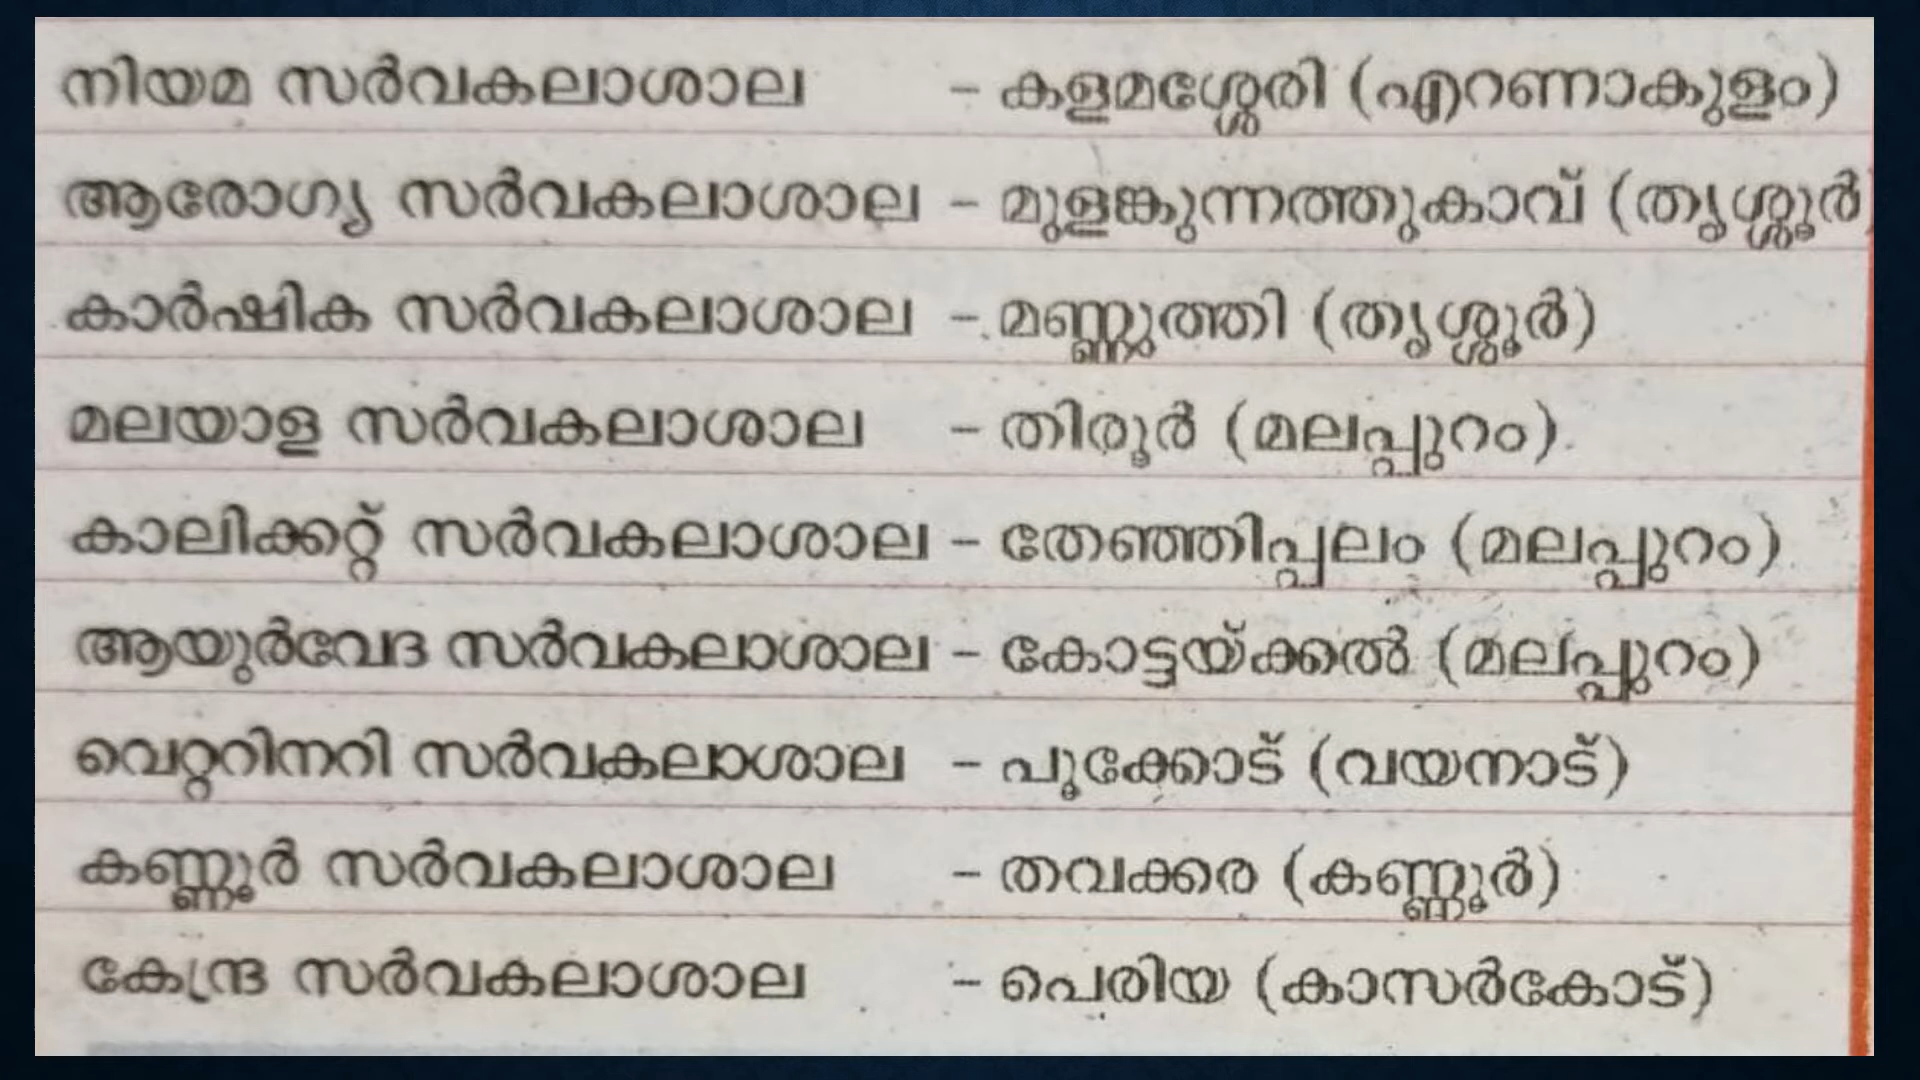 നിയമ സർവകലാശാല – കളമശ്ശേരി (എറണാകുളം)
ആരോഗ്യ സർവകലാശാല – മുളങ്കുന്നത്തുകാവ് (തൃശ്ശൂർ)
കാർഷിക സർവകലാശാല – മണ്ണുത്തി (തൃശ്ശൂർ)
മലയാള സർവകലാശാല – തിരൂർ (മലപ്പുറം).
കാലിക്കറ്റ് സർവകലാശാല – തേഞ്ഞിപ്പലം (മലപ്പുറം)
ആയുർവേദ സർവകലാശാല – കോട്ടയ്ക്കൽ (മലപ്പുറം)
വെറ്ററിനറി സർവകലാശാല – പൂക്കോട് (വയനാട്)
കണ്ണൂർ സർവകലാശാല – തവക്കര (കണ്ണൂർ)
കേന്ദ്ര സർവകലാശാല – പെരിയ (കാസർകോട്)